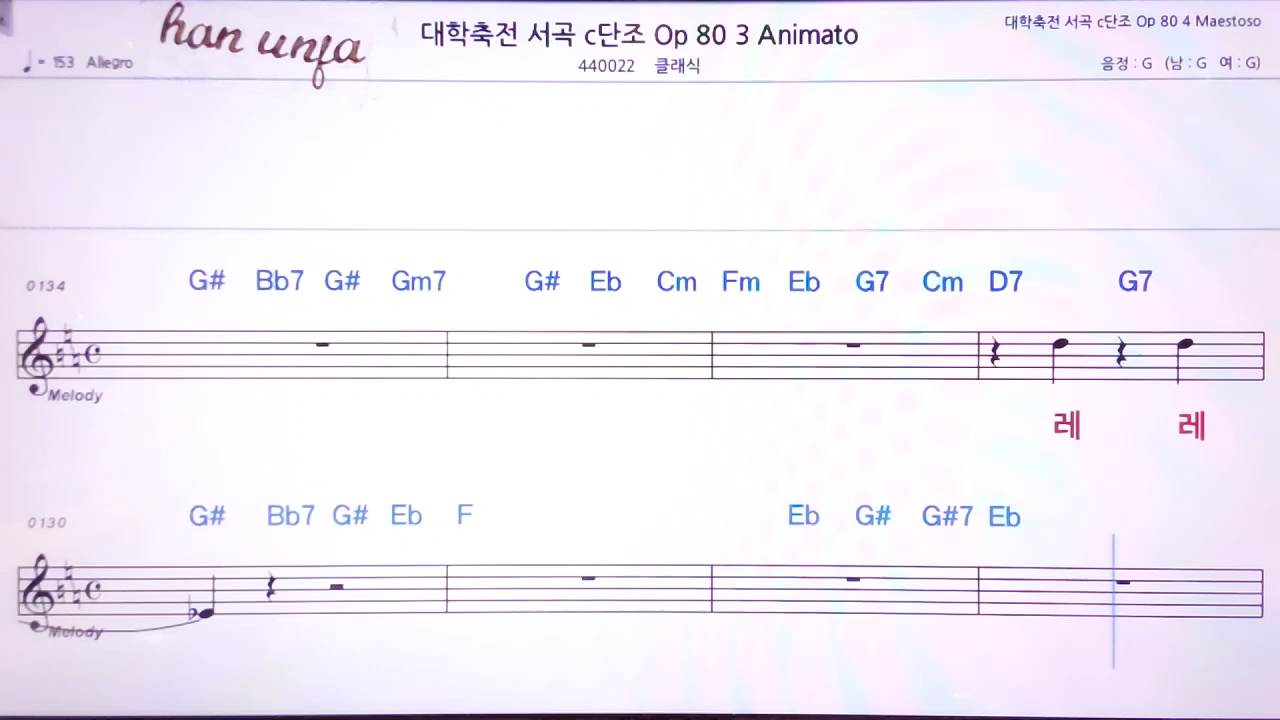 han unfa
대학축전 서곡 c단조 Op 80 3 Animato
대학축전 서곡 c단조 Op 80 4 Maestoso
♩ = 153 Allegro
440022 클래식
음정 : G (남 : G 여 : G)
0134
G# Bb7 G# Gm7 G# Eb Cm Fm Eb G7 Cm D7 G7
Melody
레 레
0130
G# Bb7 G# Eb F Eb G# G#7 Eb
Melody